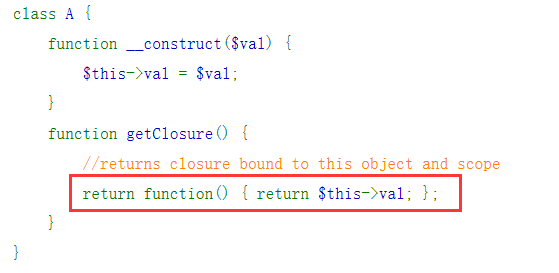 class A {
    function __construct($val) {
        $this->val = $val;
    }
    function getClosure() {
        //returns closure bound to this object and scope
        return function() { return $this->val; };
    }
}